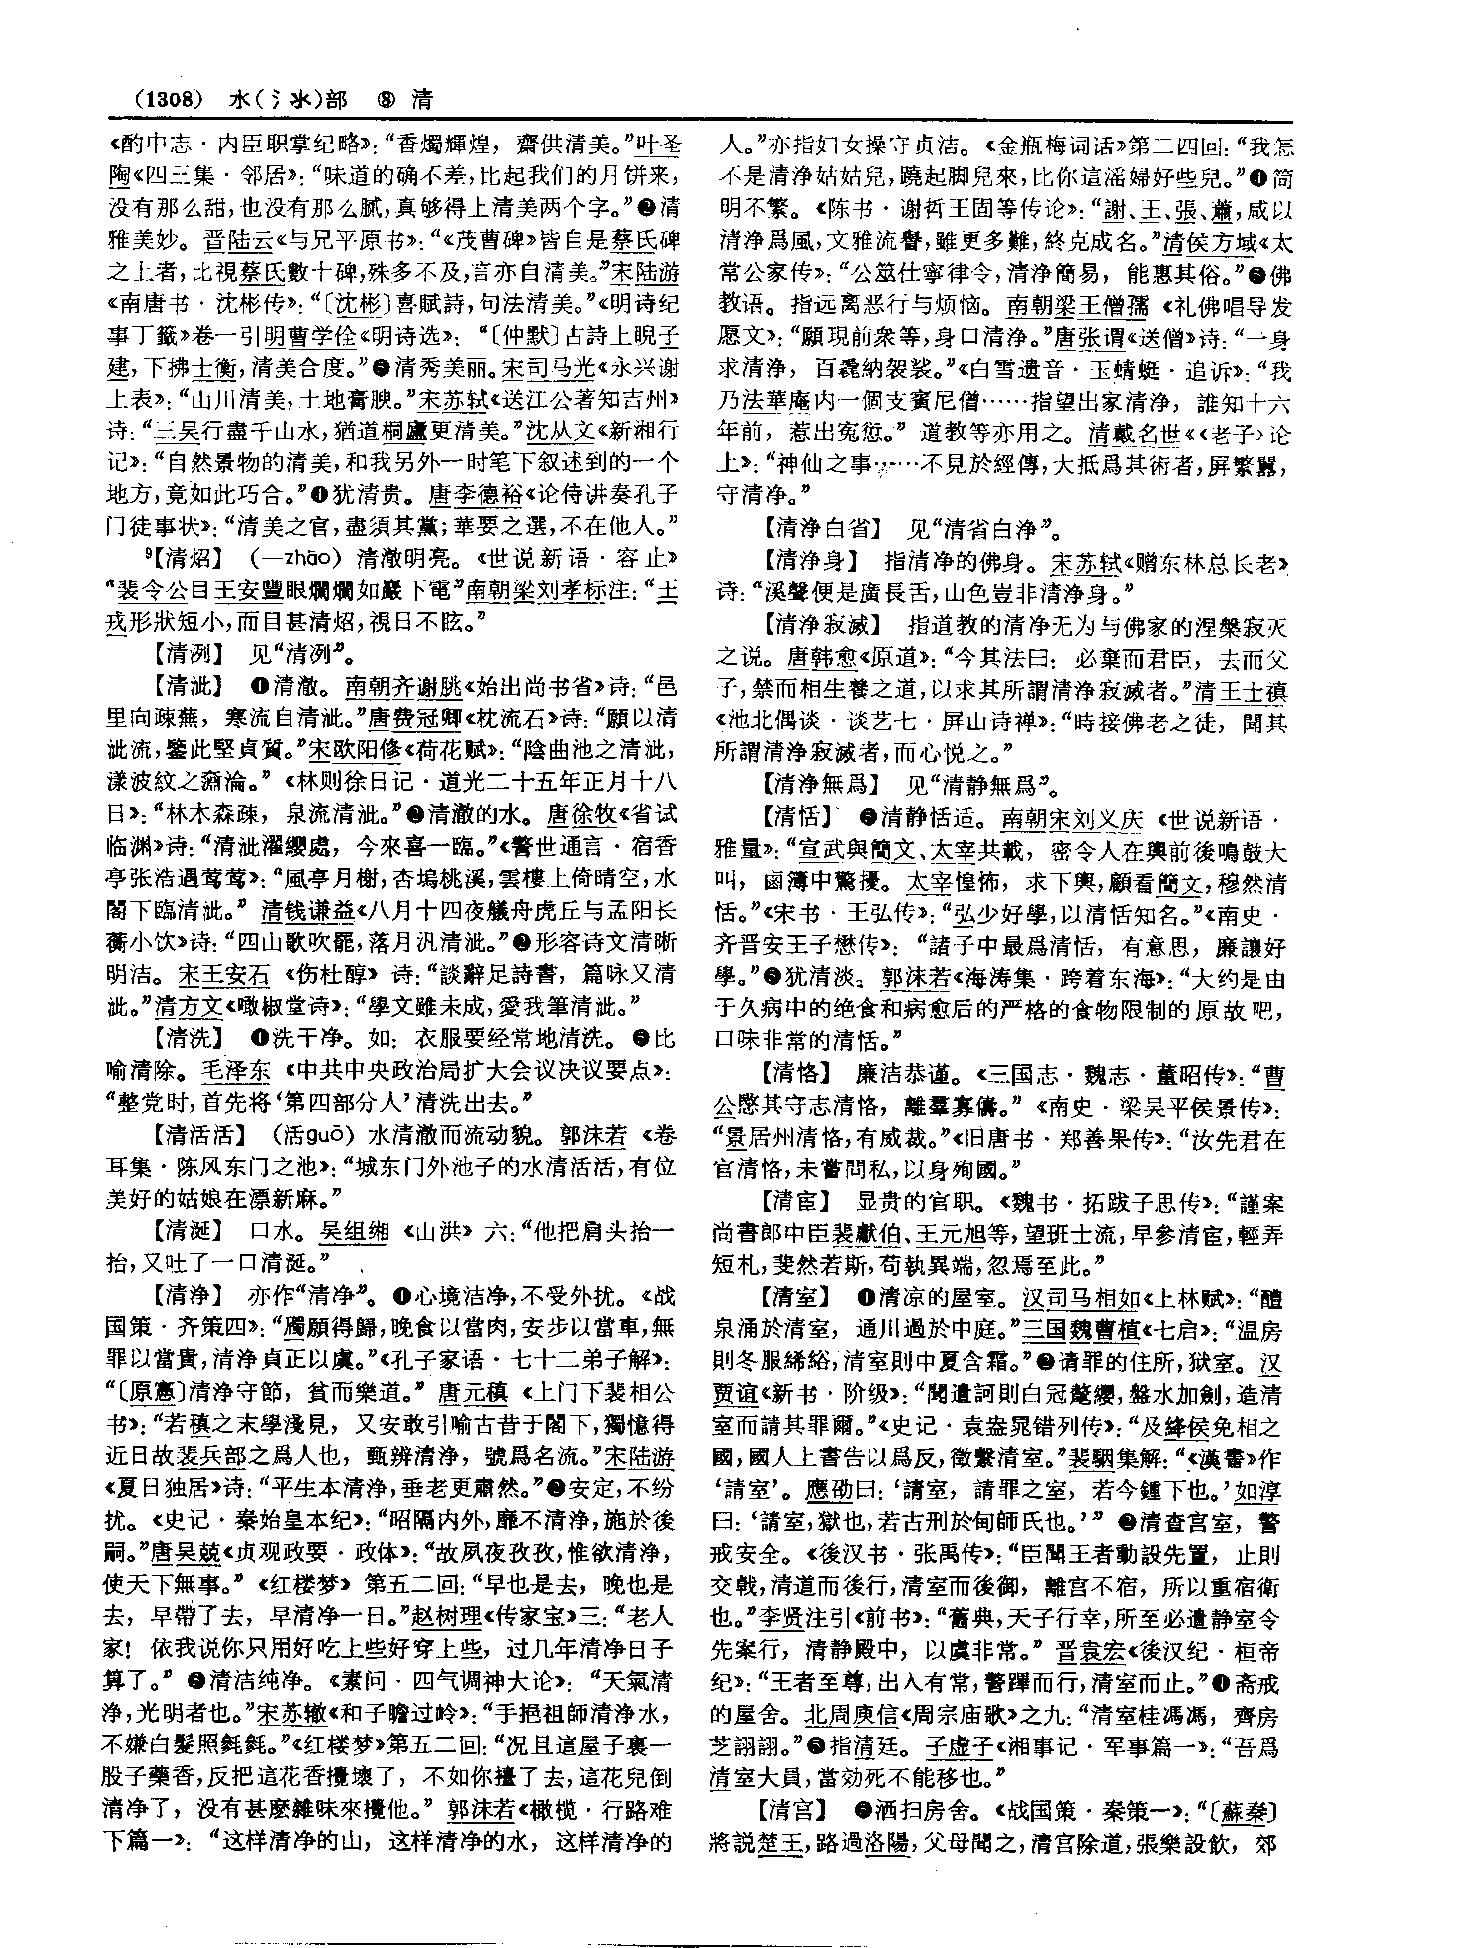 (1308) 水(氵氺)部 ⑧ 清
《酌中志·内臣职掌纪略》：“香燭輝煌，齋供清美。”叶圣
陶《四三集·邻居》：“味道的确不差，比起我们的月饼来，
没有那么甜，也没有那么腻，真够得上清美两个字。”❷清
雅美妙。晋陆云《与兄平原书》：“《茂曹碑》皆自是蔡氏碑
之上者，比視蔡氏數十碑，殊多不及，言亦自清美。”宋陆游
《南唐书·沈彬传》：“〔沈彬〕喜賦詩，句法清美。”《明诗纪
事丁籤》卷一引明曹学佺《明诗选》：“〔仲默〕古詩上睨子
建，下拂士衡，清美合度。”❸清秀美丽。宋司马光《永兴谢
上表》：“山川清美，土地膏腴。”宋苏轼《送江公著知吉州》
诗：“三吴行盡千山水，猶道桐廬更清美。”沈从文《新湘行
记》：“自然景物的清美，和我另外一时笔下叙述到的一个
地方，竟如此巧合。”❹犹清贵。唐李德裕《论侍讲奏孔子
门徒事状》：“清美之官，盡須其黨；華要之選，不在他人。”
⁹【清炤】 （—zhāo）清澈明亮。《世说新语·容止》
“裴令公目王安豐眼爛爛如巖下電”南朝梁刘孝标注：“王
戎形狀短小，而目甚清炤，視日不眩。”
【清洌】 见“清冽”。
【清泚】 ❶清澈。南朝齐谢朓《始出尚书省》诗：“邑
里向疎蕪，寒流自清泚。”唐费冠卿《枕流石》诗：“願以清
泚流，鑒此堅貞質。”宋欧阳修《荷花赋》：“陰曲池之清泚，
漾波紋之瀰淪。”《林则徐日记·道光二十五年正月十八
日》：“林木森疎，泉流清泚。”❷清澈的水。唐徐牧《省试
临渊》诗：“清泚濯纓處，今來喜一臨。”《警世通言·宿香
亭张浩遇莺莺》：“風亭月榭，杏塢桃溪，雲樓上倚晴空，水
閣下臨清泚。”清钱谦益《八月十四夜艤舟虎丘与孟阳长
蘅小饮》诗：“四山歌吹罷，落月汎清泚。”❸形容诗文清晰
明洁。宋王安石《伤杜醇》诗：“談辭足詩書，篇咏又清
泚。”清方文《噉椒堂诗》：“學文雖未成，愛我筆清泚。”
【清洗】 ❶洗干净。如：衣服要经常地清洗。❷比
喻清除。毛泽东《中共中央政治局扩大会议决议要点》：
“整党时，首先将‘第四部分人’清洗出去。”
【清活活】 （活guō）水清澈而流动貌。郭沫若《卷
耳集·陈风东门之池》：“城东门外池子的水清活活，有位
美好的姑娘在漂新麻。”
【清涎】 口水。吴组缃《山洪》六：“他把肩头抬一
抬，又吐了一口清涎。”
【清净】 亦作“清浄”。❶心境洁净，不受外扰。《战
国策·齐策四》：“斶願得歸，晚食以當肉，安步以當車，無
罪以當貴，清浄貞正以虞。”《孔子家语·七十二弟子解》：
“〔原憲〕清浄守節，貧而樂道。”唐元稹《上门下裴相公
书》：“若稹之末學淺見，又安敢引喻古昔于閣下，獨憶得
近日故裴兵部之爲人也，甄辨清浄，號爲名流。”宋陆游
《夏日独居》诗：“平生本清浄，垂老更肅然。”❷安定，不纷
扰。《史记·秦始皇本纪》：“昭隔内外，靡不清浄，施於後
嗣。”唐吴兢《贞观政要·政体》：“故夙夜孜孜，惟欲清浄，
使天下無事。”《红楼梦》第五二回：“早也是去，晚也是
去，早帶了去，早清浄一日。”赵树理《传家宝》三：“老人
家！依我说你只用好吃上些好穿上些，过几年清净日子
算了。”❸清洁纯净。《素问·四气调神大论》：“天氣清
浄，光明者也。”宋苏辙《和子瞻过岭》：“手挹祖師清浄水，
不嫌白髮照毿毿。”《红楼梦》第五二回：“况且這屋子裏一
股子藥香，反把這花香攪壞了，不如你擡了去，這花兒倒
清浄了，没有甚麽雜味來攪他。”郭沫若《橄榄·行路难
下篇一》：“这样清净的山，这样清净的水，这样清净的
人。”亦指妇女操守贞洁。《金瓶梅词话》第二四回：“我怎
不是清浄姑姑兒，蹺起脚兒來，比你這滛婦好些兒。”❹简
明不繁。《陈书·谢哲王固等传论》：“謝、王、張、蕭，咸以
清浄爲風，文雅流譽，雖更多難，終克成名。”清侯方域《太
常公家传》：“公筮仕寧律令，清浄簡易，能惠其俗。”❺佛
教语。指远离恶行与烦恼。南朝梁王僧孺《礼佛唱导发
愿文》：“願現前衆等，身口清浄。”唐张谓《送僧》诗：“一身
求清浄，百毳納袈裟。”《白雪遗音·玉蜻蜓·追诉》：“我
乃法華庵内一個支賓尼僧……指望出家清浄，誰知十六
年前，惹出寃愆。”道教等亦用之。清戴名世《〈老子〉论
上》：“神仙之事……不見於經傳，大抵爲其術者，屏繁囂，
守清浄。”
【清净白省】 见“清省白净”。
【清净身】 指清净的佛身。宋苏轼《赠东林总长老》
诗：“溪聲便是廣長舌，山色豈非清浄身。”
【清净寂滅】 指道教的清净无为与佛家的涅槃寂灭
之说。唐韩愈《原道》：“今其法曰：必棄而君臣，去而父
子，禁而相生養之道，以求其所謂清浄寂滅者。”清王士禛
《池北偶谈·谈艺七·屏山诗禅》：“時接佛老之徒，聞其
所謂清浄寂滅者，而心悦之。”
【清净無爲】 见“清静無爲”。
【清恬】 ❶清静恬适。南朝宋刘义庆《世说新语·
雅量》：“宣武與簡文、太宰共載，密令人在輿前後鳴鼓大
叫，鹵簿中驚擾。太宰惶怖，求下輿，顧看簡文，穆然清
恬。”《宋书·王弘传》：“弘少好學，以清恬知名。”《南史·
齐晋安王子懋传》：“諸子中最爲清恬，有意思，廉讓好
學。”❷犹清淡。郭沫若《海涛集·跨着东海》：“大约是由
于久病中的绝食和病愈后的严格的食物限制的原故吧，
口味非常的清恬。”
【清恪】 廉洁恭谨。《三国志·魏志·董昭传》：“曹
公愍其守志清恪，離羣寡儔。”《南史·梁吴平侯景传》：
“景居州清恪，有威裁。”《旧唐书·郑善果传》：“汝先君在
官清恪，未嘗問私，以身殉國。”
【清宦】 显贵的官职。《魏书·拓跋子思传》：“謹案
尚書郎中臣裴獻伯、王元旭等，望班士流，早參清宦，輕弄
短札，斐然若斯，苟執異端，忽焉至此。”
【清室】 ❶清凉的屋室。汉司马相如《上林赋》：“醴
泉涌於清室，通川過於中庭。”三国魏曹植《七启》：“温房
則冬服絺綌，清室則中夏含霜。”❷请罪的住所，狱室。汉
贾谊《新书·阶级》：“聞遣訶則白冠氂纓，盤水加劍，造清
室而請其罪爾。”《史记·袁盎晁错列传》：“及絳侯免相之
國，國人上書告以爲反，徵繫清室。”裴駰集解：“《漢書》作
‘請室’。應劭曰：‘請室，請罪之室，若今鍾下也。’如淳
曰：‘請室，獄也，若古刑於甸師氏也。’”❸清查宫室，警
戒安全。《後汉书·张禹传》：“臣聞王者動設先置，止則
交戟，清道而後行，清室而後御，離宫不宿，所以重宿衛
也。”李贤注引《前书》：“舊典，天子行幸，所至必遣静室令
先案行，清静殿中，以虞非常。”晋袁宏《後汉纪·桓帝
纪》：“王者至尊，出入有常，警蹕而行，清室而止。”❹斋戒
的屋舍。北周庾信《周宗庙歌》之九：“清室桂馮馮，齊房
芝詡詡。”❺指清廷。子虚子《湘事记·军事篇一》：“吾爲
清室大員，當効死不能移也。”
【清宫】 ❶洒扫房舍。《战国策·秦策一》：“〔蘇秦〕
將説楚王，路過洛陽，父母聞之，清宫除道，張樂設飲，郊